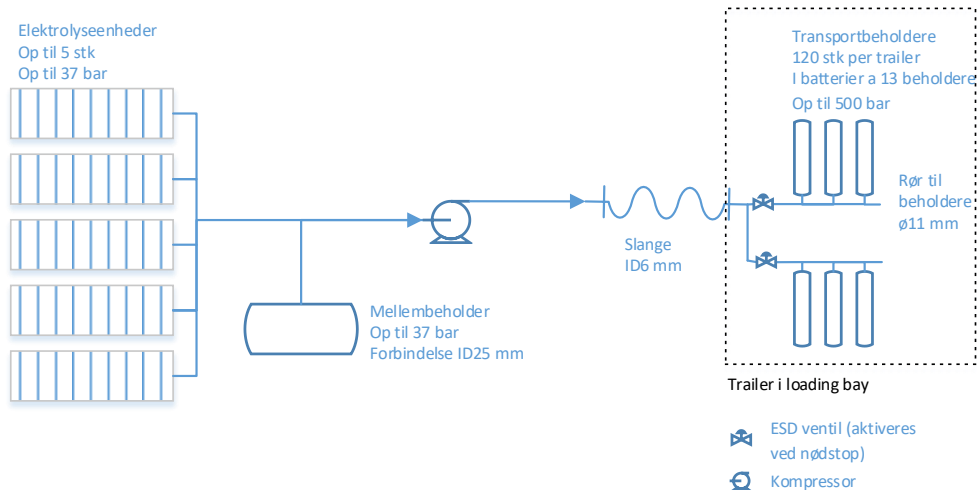 Elektrolyseenheder
Op til 5 stk
Op til 37 bar
Transportbeholdere
120 stk per trailer
I batterier a 13 beholdere
Op til 500 bar
Rør til
beholdere
ø11 mm
Slange
ID6 mm
Mellembeholder
Op til 37 bar
Forbindelse ID25 mm
Trailer i loading bay
ESD ventil (aktiveres
ved nødstop)
Kompressor